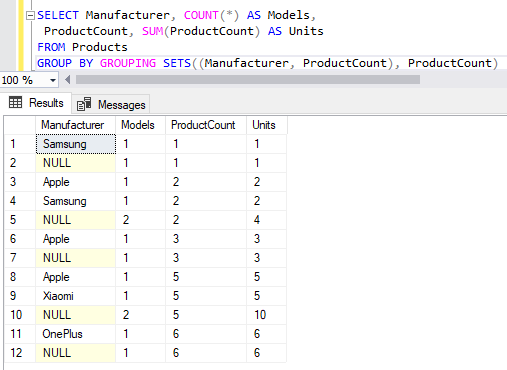 SELECT Manufacturer, COUNT(*) AS Models,
ProductCount, SUM(ProductCount) AS Units
FROM Products
GROUP BY GROUPING SETS((Manufacturer, ProductCount), ProductCount)
100 %
Results Messages
Manufacturer Models ProductCount Units
1 Samsung 1 1 1
2 NULL 1 1 1
3 Apple 1 2 2
4 Samsung 1 2 2
5 NULL 2 2 4
6 Apple 1 3 3
7 NULL 1 3 3
8 Apple 1 5 5
9 Xiaomi 1 5 5
10 NULL 2 5 10
11 OnePlus 1 6 6
12 NULL 1 6 6